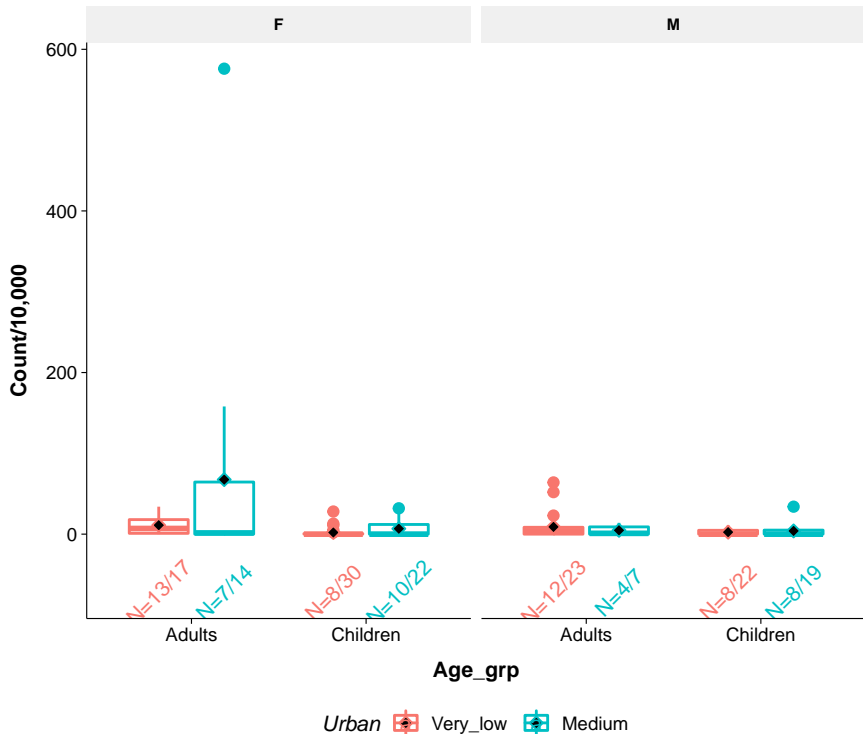 F
M
600
400
200
0
Count/10,000
N=13/17
N=7/14
N=8/30
N=10/22
N=12/23
N=4/7
N=8/22
N=8/19
Adults
Children
Adults
Children
Age_grp
Urban Very_low Medium